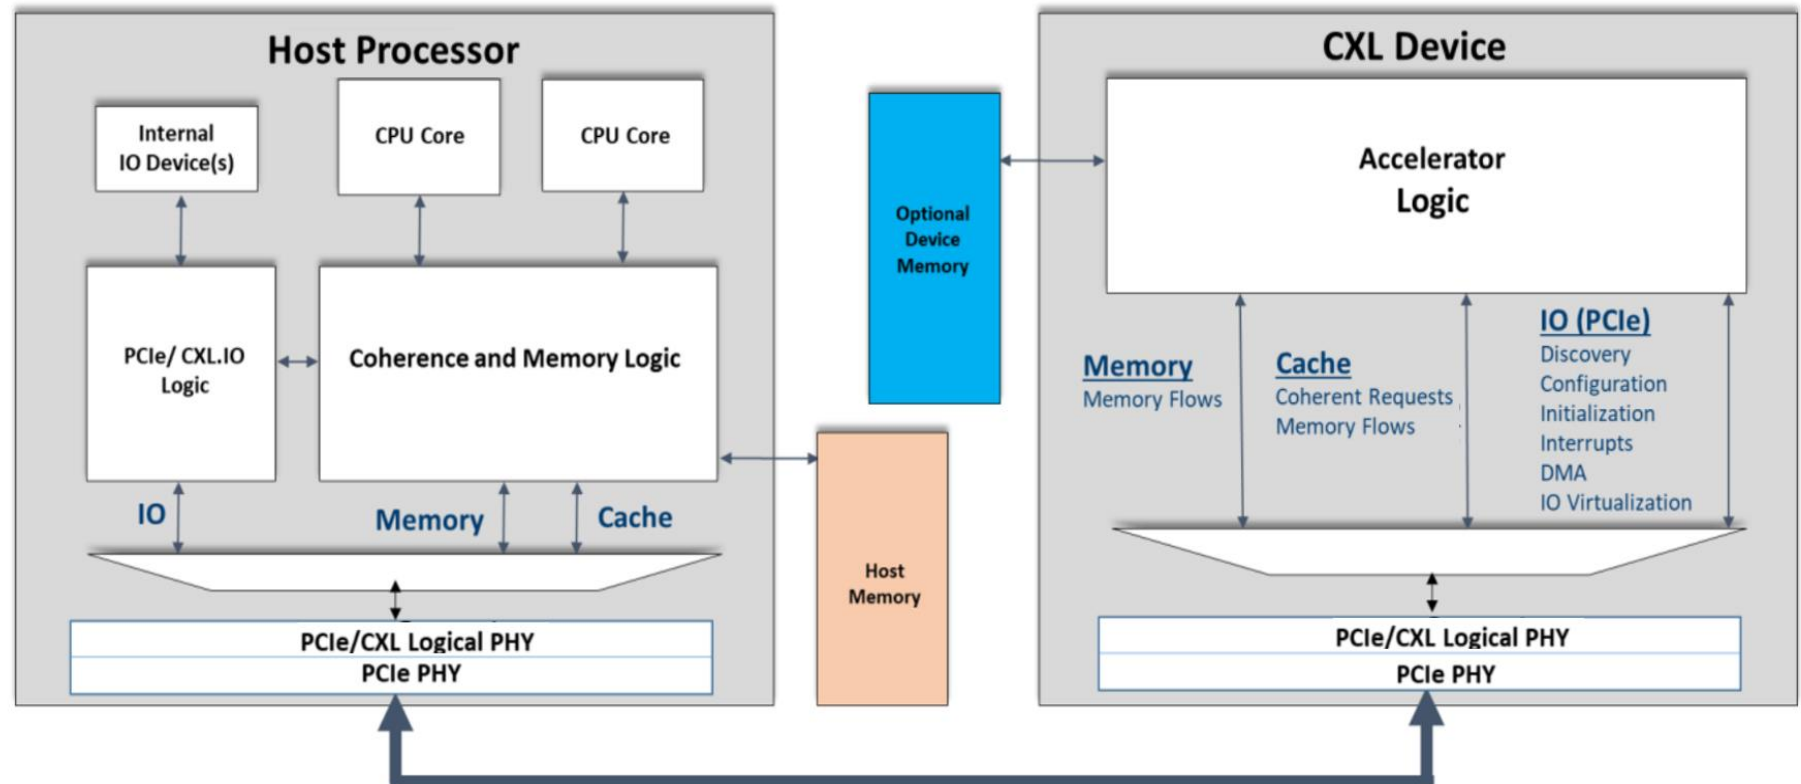 Host Processor
Internal
IO Device(s)
CPU Core
CPU Core
PCIe/ CXL.IO
Logic
Coherence and Memory Logic
IO
Memory
Cache
PCIe/CXL Logical PHY
PCIe PHY
Optional
Device
Memory
Host
Memory
CXL Device
Accelerator
Logic
Memory
Memory Flows
Cache
Coherent Requests
Memory Flows
IO (PCIe)
Discovery
Configuration
Initialization
Interrupts
DMA
IO Virtualization
PCIe/CXL Logical PHY
PCIe PHY